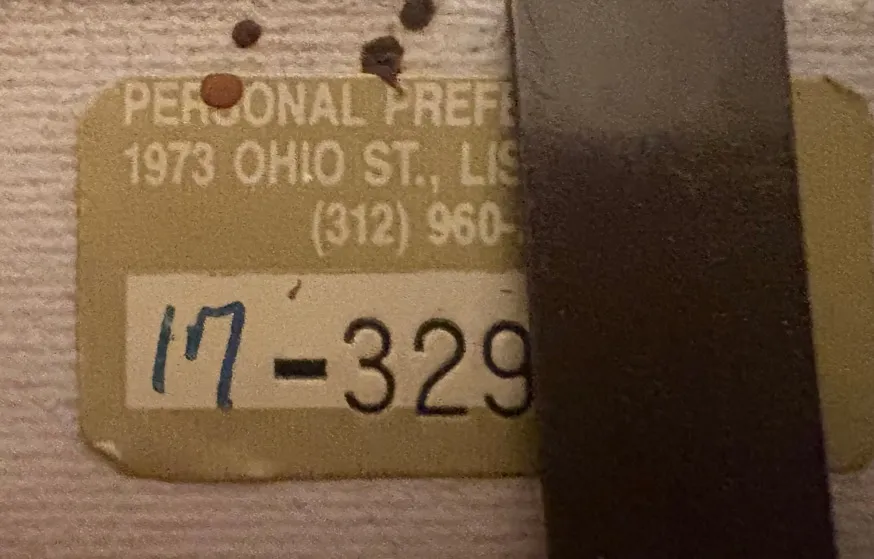 PERSONAL PREF
1973 OHIO ST., LIS
(312) 960-
17-329